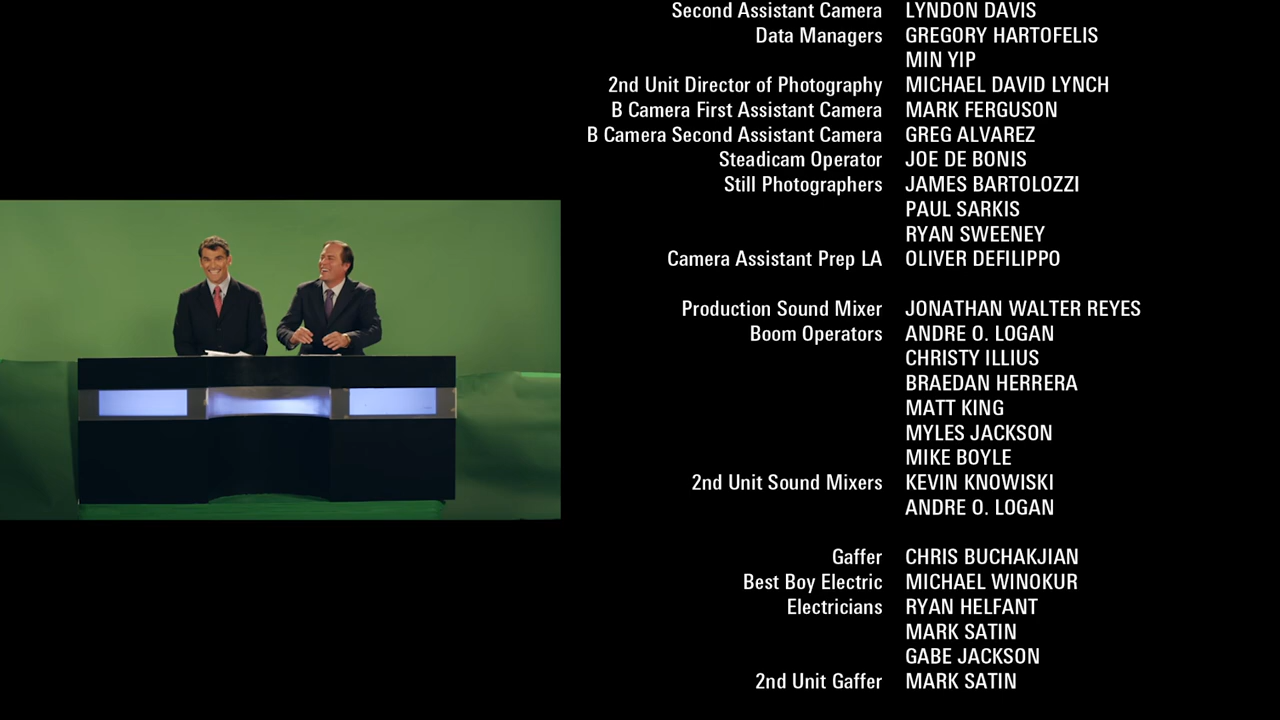 Second Assistant Camera LYNDON DAVIS
Data Managers GREGORY HARTOFELIS
MIN YIP
2nd Unit Director of Photography MICHAEL DAVID LYNCH
B Camera First Assistant Camera MARK FERGUSON
B Camera Second Assistant Camera GREG ALVAREZ
Steadicam Operator JOE DE BONIS
Still Photographers JAMES BARTOLOZZI
PAUL SARKIS
RYAN SWEENEY
Camera Assistant Prep LA OLIVER DEFILIPPO
Production Sound Mixer JONATHAN WALTER REYES
Boom Operators ANDRE O. LOGAN
CHRISTY ILLIUS
BRAEDAN HERRERA
MATT KING
MYLES JACKSON
MIKE BOYLE
2nd Unit Sound Mixers KEVIN KNOWISKI
ANDRE O. LOGAN
Gaffer CHRIS BUCHAKJIAN
Best Boy Electric MICHAEL WINOKUR
Electricians RYAN HELFANT
MARK SATIN
GABE JACKSON
2nd Unit Gaffer MARK SATIN